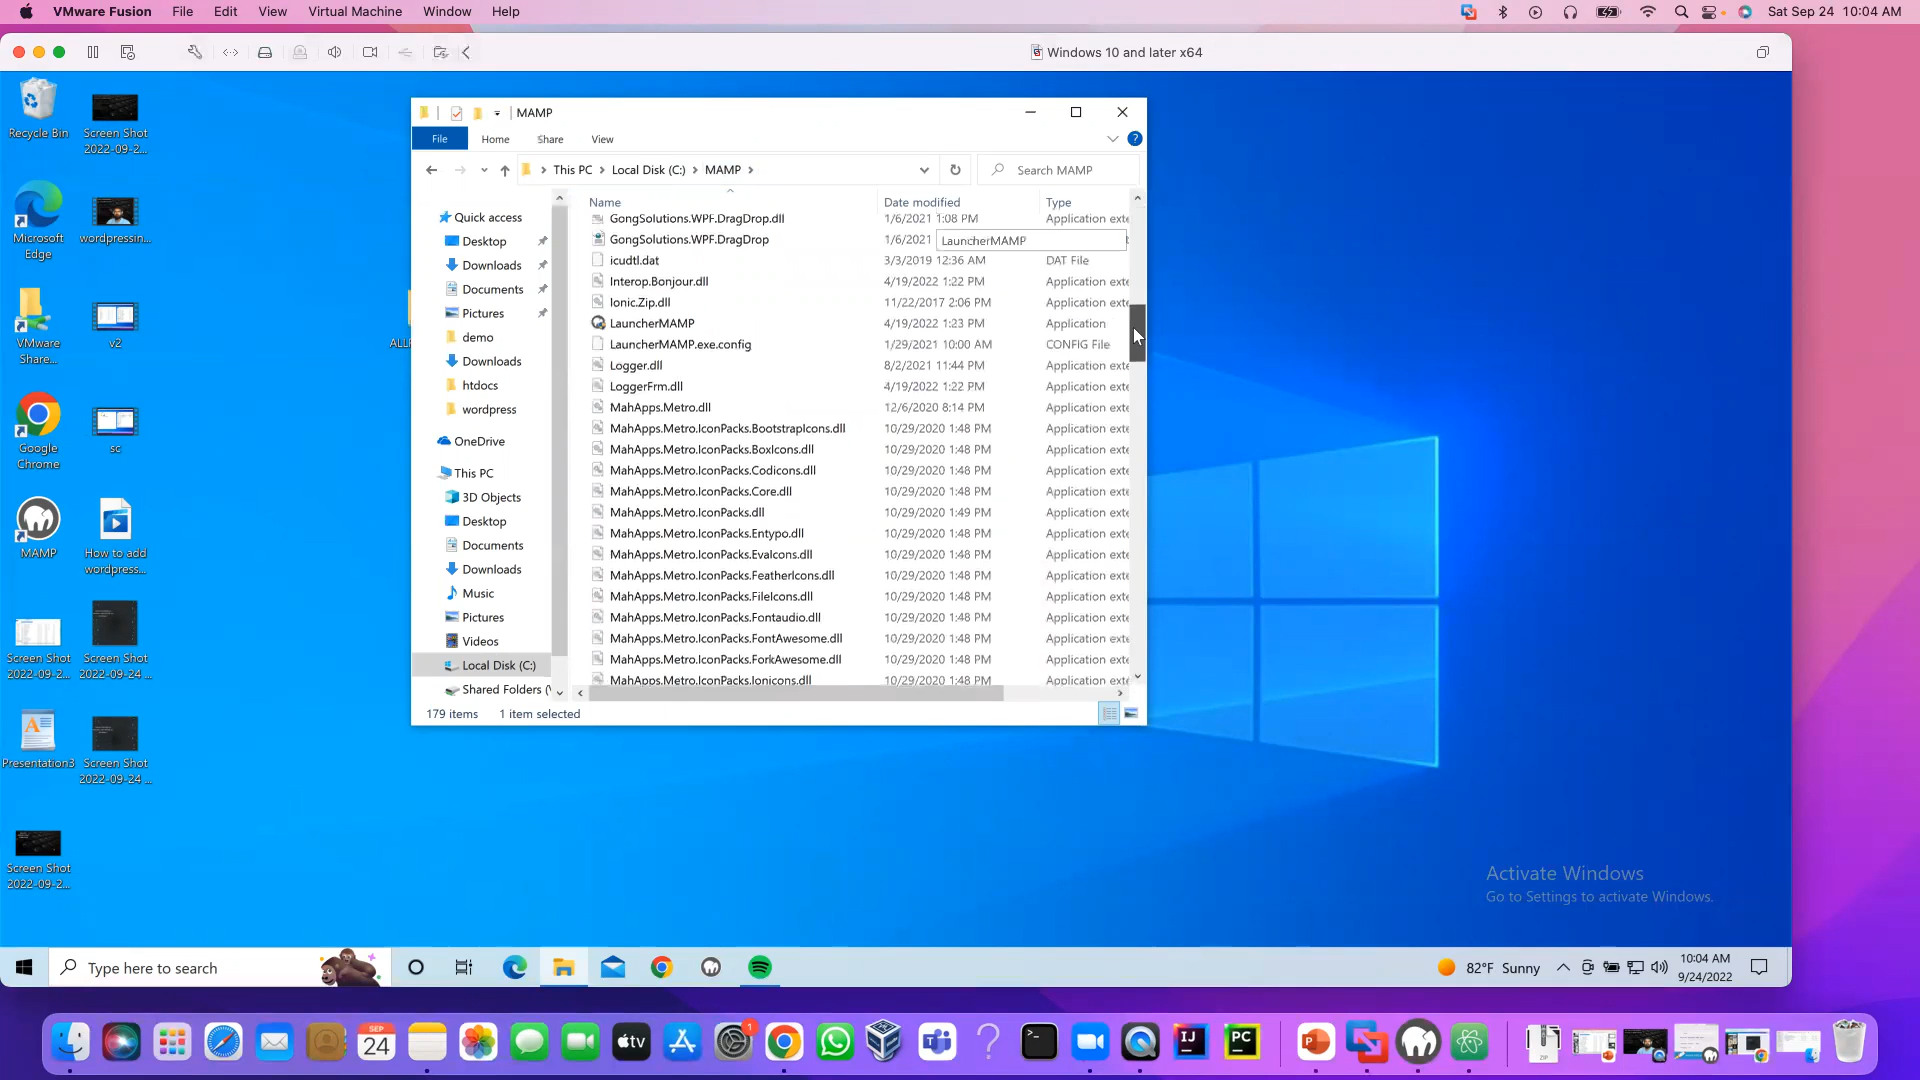 VMware Fusion File Edit View Virtual Machine Window Help Sat Sep 24 10:04 AM
Windows 10 and later x64
Recycle Bin
Screen Shot
2022-09-2...
Microsoft
Edge
wordpressin...
VMware
Share...
v2
Google
Chrome
sc
MAMP
How to add
wordpress...
Screen Shot
2022-09-2...
Screen Shot
2022-09-24 ...
Presentation3
Screen Shot
2022-09-24 ...
Screen Shot
2022-09-2...
MAMP
File Home Share View
This PC Local Disk (C:) MAMP Search MAMP
Name Date modified Type
Quick access
Desktop
Downloads
Documents
Pictures
demo
Downloads
htdocs
wordpress
OneDrive
This PC
3D Objects
Desktop
Documents
Downloads
Music
Pictures
Videos
Local Disk (C:)
Shared Folders (
GongSolutions.WPF.DragDrop.dll 1/6/2021 1:08 PM Application exte
GongSolutions.WPF.DragDrop 1/6/2021
LauncherMAMP
icudtl.dat 3/3/2019 12:36 AM DAT File
Interop.Bonjour.dll 4/19/2022 1:22 PM Application exte
Ionic.Zip.dll 11/22/2017 2:06 PM Application exte
LauncherMAMP 4/19/2022 1:23 PM Application
LauncherMAMP.exe.config 1/29/2021 10:00 AM CONFIG File
Logger.dll 8/2/2021 11:44 PM Application exte
LoggerFrm.dll 4/19/2022 1:22 PM Application exte
MahApps.Metro.dll 12/6/2020 8:14 PM Application exte
MahApps.Metro.IconPacks.BootstrapIcons.dll 10/29/2020 1:48 PM Application exte
MahApps.Metro.IconPacks.BoxIcons.dll 10/29/2020 1:48 PM Application exte
MahApps.Metro.IconPacks.Codicons.dll 10/29/2020 1:48 PM Application exte
MahApps.Metro.IconPacks.Core.dll 10/29/2020 1:48 PM Application exte
MahApps.Metro.IconPacks.dll 10/29/2020 1:49 PM Application exte
MahApps.Metro.IconPacks.Entypo.dll 10/29/2020 1:48 PM Application exte
MahApps.Metro.IconPacks.EvaIcons.dll 10/29/2020 1:48 PM Application exte
MahApps.Metro.IconPacks.FeatherIcons.dll 10/29/2020 1:48 PM Application exte
MahApps.Metro.IconPacks.FileIcons.dll 10/29/2020 1:48 PM Application exte
MahApps.Metro.IconPacks.Fontaudio.dll 10/29/2020 1:48 PM Application exte
MahApps.Metro.IconPacks.FontAwesome.dll 10/29/2020 1:48 PM Application exte
MahApps.Metro.IconPacks.ForkAwesome.dll 10/29/2020 1:48 PM Application exte
MahApps.Metro.IconPacks.Ionicons.dll 10/29/2020 1:48 PM Application exte
179 items 1 item selected
Activate Windows
Go to Settings to activate Windows.
Type here to search
82°F Sunny
10:04 AM
9/24/2022
SEP
24
tv
1
IJ
PC
ZIP